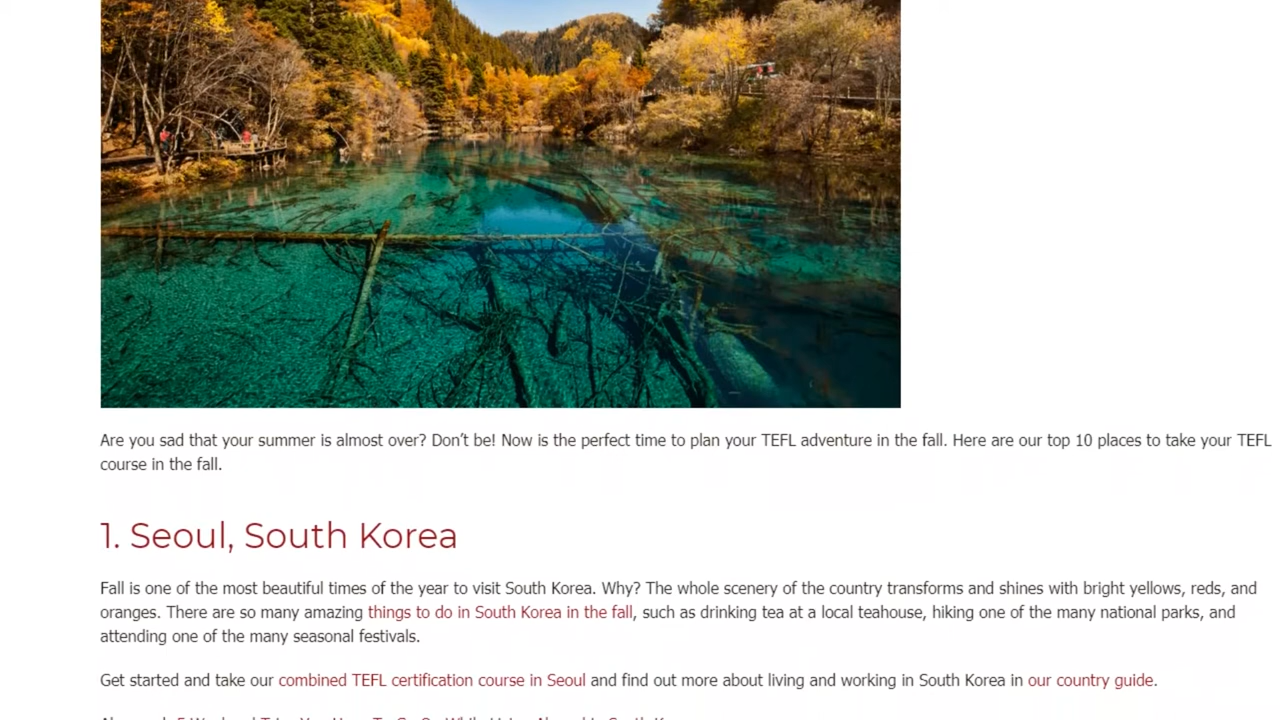 Are you sad that your summer is almost over? Don’t be! Now is the perfect time to plan your TEFL adventure in the fall. Here are our top 10 places to take your TEFL
course in the fall.
1. Seoul, South Korea
Fall is one of the most beautiful times of the year to visit South Korea. Why? The whole scenery of the country transforms and shines with bright yellows, reds, and
oranges. There are so many amazing things to do in South Korea in the fall, such as drinking tea at a local teahouse, hiking one of the many national parks, and
attending one of the many seasonal festivals.
Get started and take our combined TEFL certification course in Seoul and find out more about living and working in South Korea in our country guide.